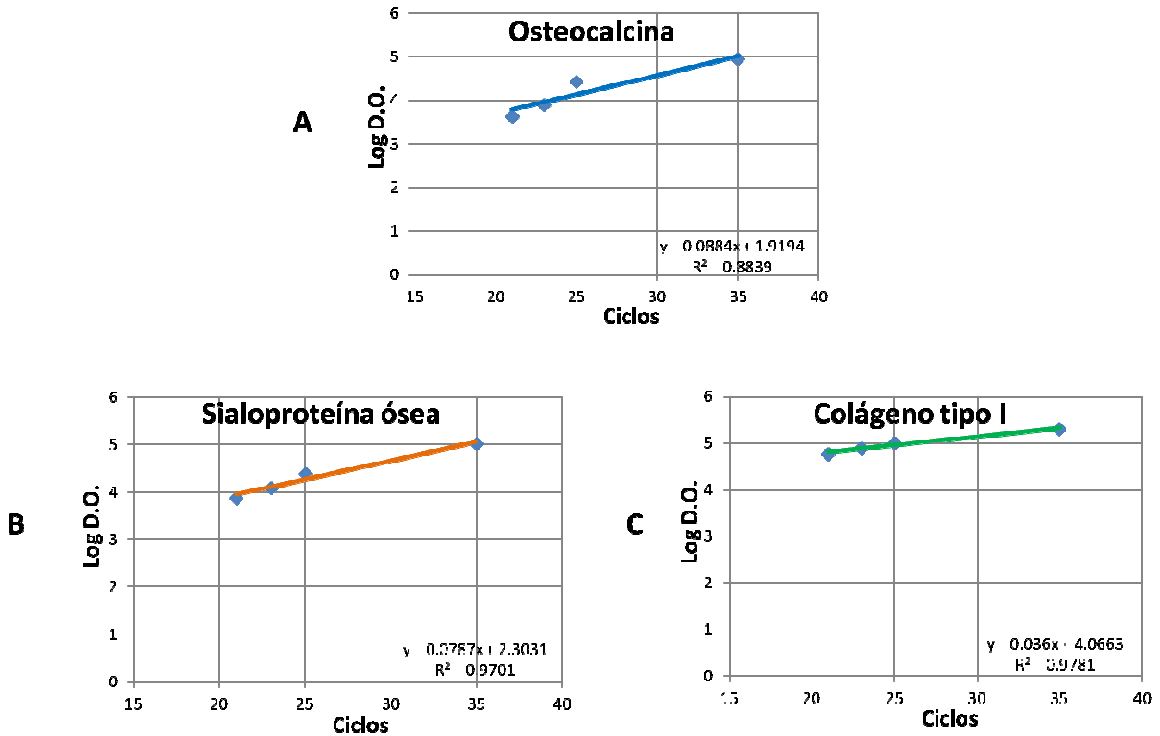 Osteocalcina
A
Log D.O.
6
5
4
3
2
1
0
15 20 25 30 35 40
Ciclos
y 0.0884x + 1.9194
R² 0.8839
Sialoproteína ósea
B
Log D.O.
6
5
4
3
2
1
0
15 20 25 30 35 40
Ciclos
y 0.0787x + 2.3031
R² 0.9701
Colágeno tipo I
C
Log D.O.
6
5
4
3
2
1
0
15 20 25 30 35 40
Ciclos
y 0.036x + 4.0663
R² 0.9781